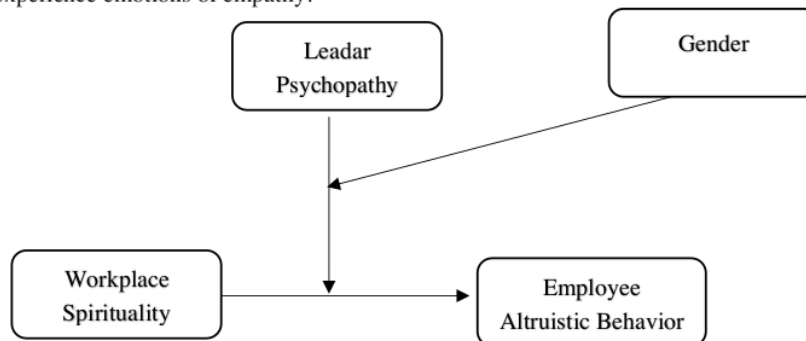 experience emotions of empathy.
Leadar
Psychopathy
Gender
Workplace
Spirituality
Employee
Altruistic Behavior